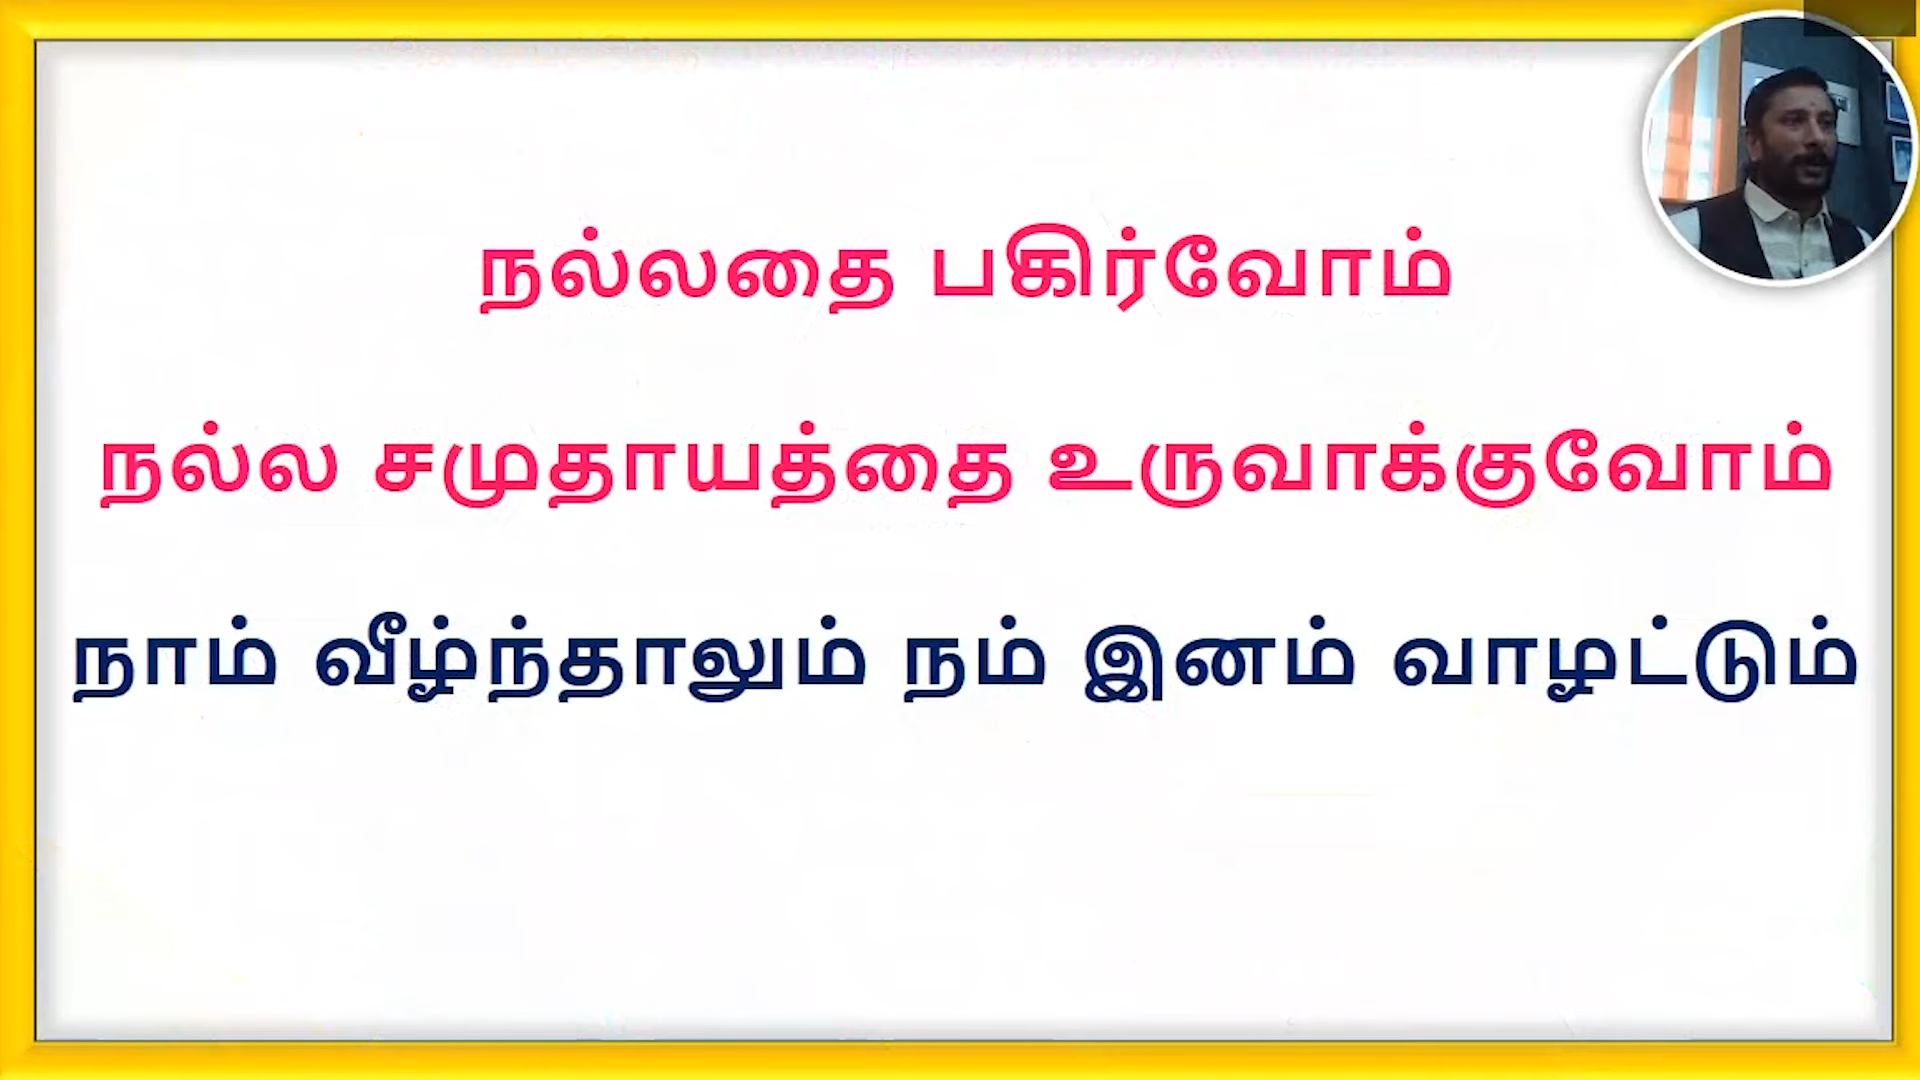 நல்லதை பகிர்வோம்
நல்ல சமுதாயத்தை உருவாக்குவோம்
நாம் வீழ்ந்தாலும் நம் இனம் வாழட்டும்